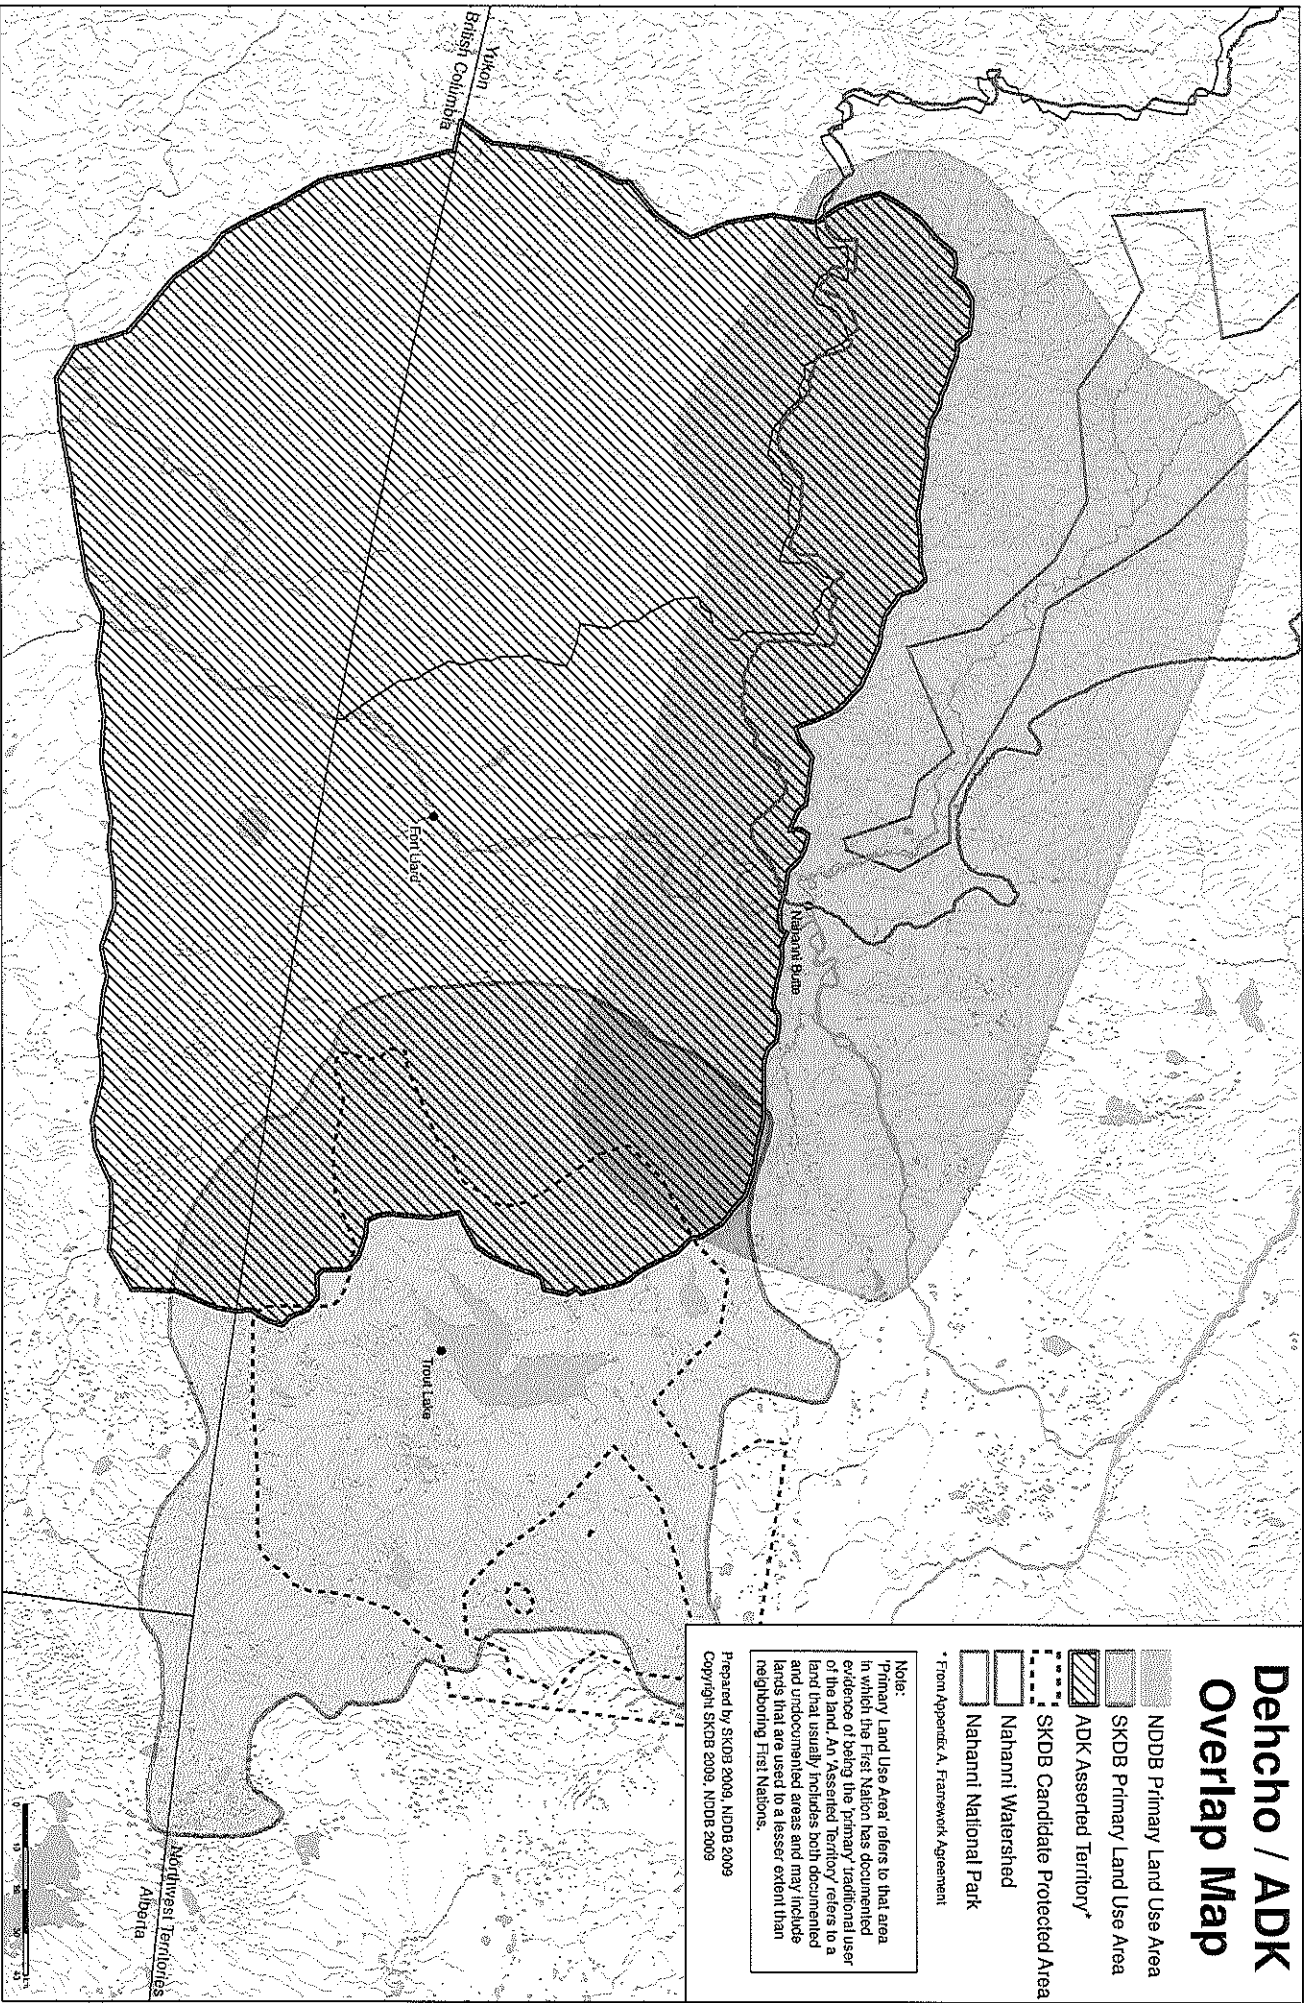 Dehcho / ADK
Overlap Map
NDDB Primary Land Use Area
SKDB Primary Land Use Area
ADK Asserted Territory*
SKDB Candidate Protected Area
Nahanni Watershed
Nahanni National Park
* From Appendix A. Framework Agreement
Note:
'Primary Land Use Area' refers to that area
in which the First Nation has documented
evidence of being the 'primary' traditional user
of the land. An 'Asserted Territory' refers to a
land that usually includes both documented
and undocumented areas and may include
lands that are used to a lesser extent than
neighboring First Nations.
Prepared by SKDB 2009, NDDB 2009
Copyright SKDB 2009, NDDB 2009
Yukon
British Columbia
Nahanni Butte
Fort Liard
Trout Lake
Northwest Territories
Alberta